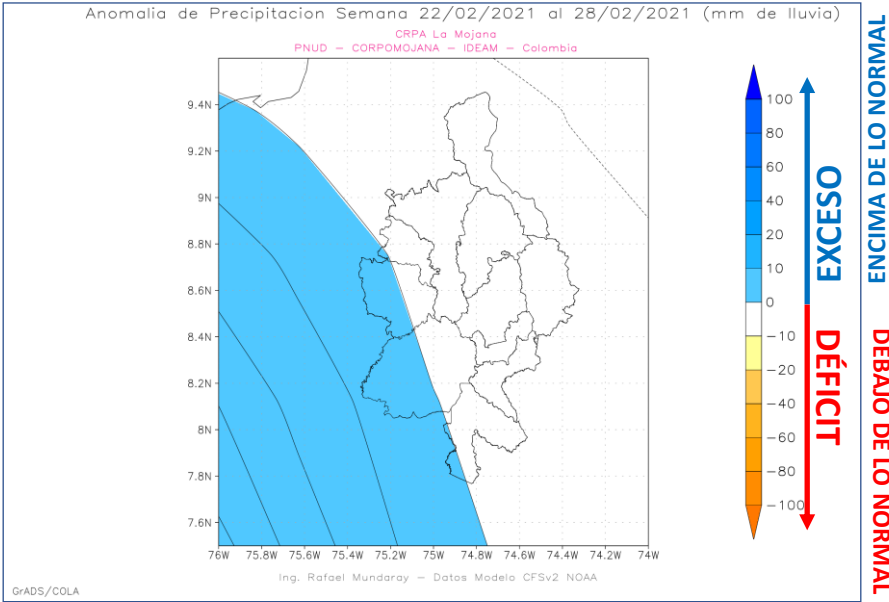 Anomalia de Precipitacion Semana 22/02/2021 al 28/02/2021 (mm de lluvia)
CRPA La Mojana
PNUD – CORPOMOJANA – IDEAM – Colombia
9.4N
9.2N
9N
8.8N
8.6N
8.4N
8.2N
8N
7.8N
7.6N
76W 75.8W 75.6W 75.4W 75.2W 75W 74.8W 74.6W 74.4W 74.2W 74W
100
80
60
40
20
10
0
−10
−20
−40
−60
−80
−100
EXCESO
DÉFICIT
ENCIMA DE LO NORMAL
DEBAJO DE LO NORMAL
Ing. Rafael Mundaray – Datos Modelo CFSv2 NOAA
GrADS/COLA